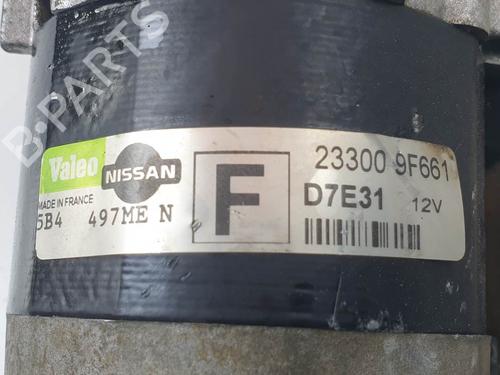 B-PARTS
Valeo NISSAN F 23300 9F661
MADE IN FRANCE D7E31 12V
5B4 497ME N